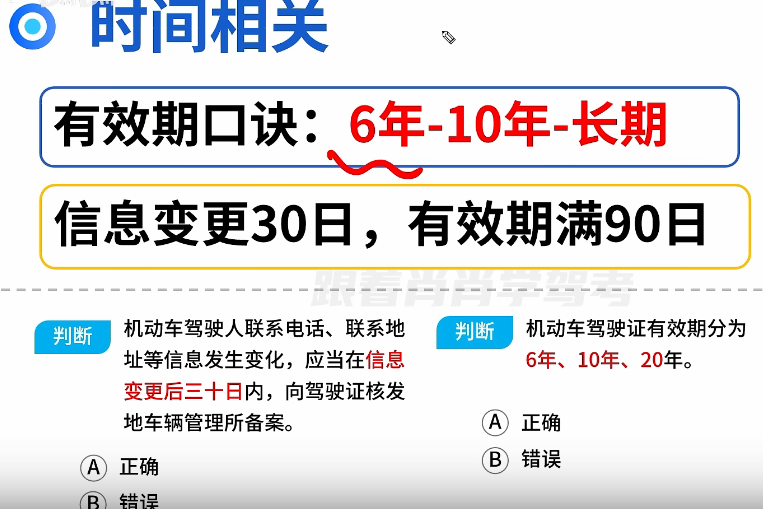 时间相关
有效期口诀：6年-10年-长期
信息变更30日，有效期满90日
跟着肖肖学驾考
判断
机动车驾驶人联系电话、联系地
址等信息发生变化，应当在信息
变更后三十日内，向驾驶证核发
地车辆管理所备案。
A 正确
B 错误
判断
机动车驾驶证有效期分为
6年、10年、20年。
A 正确
B 错误